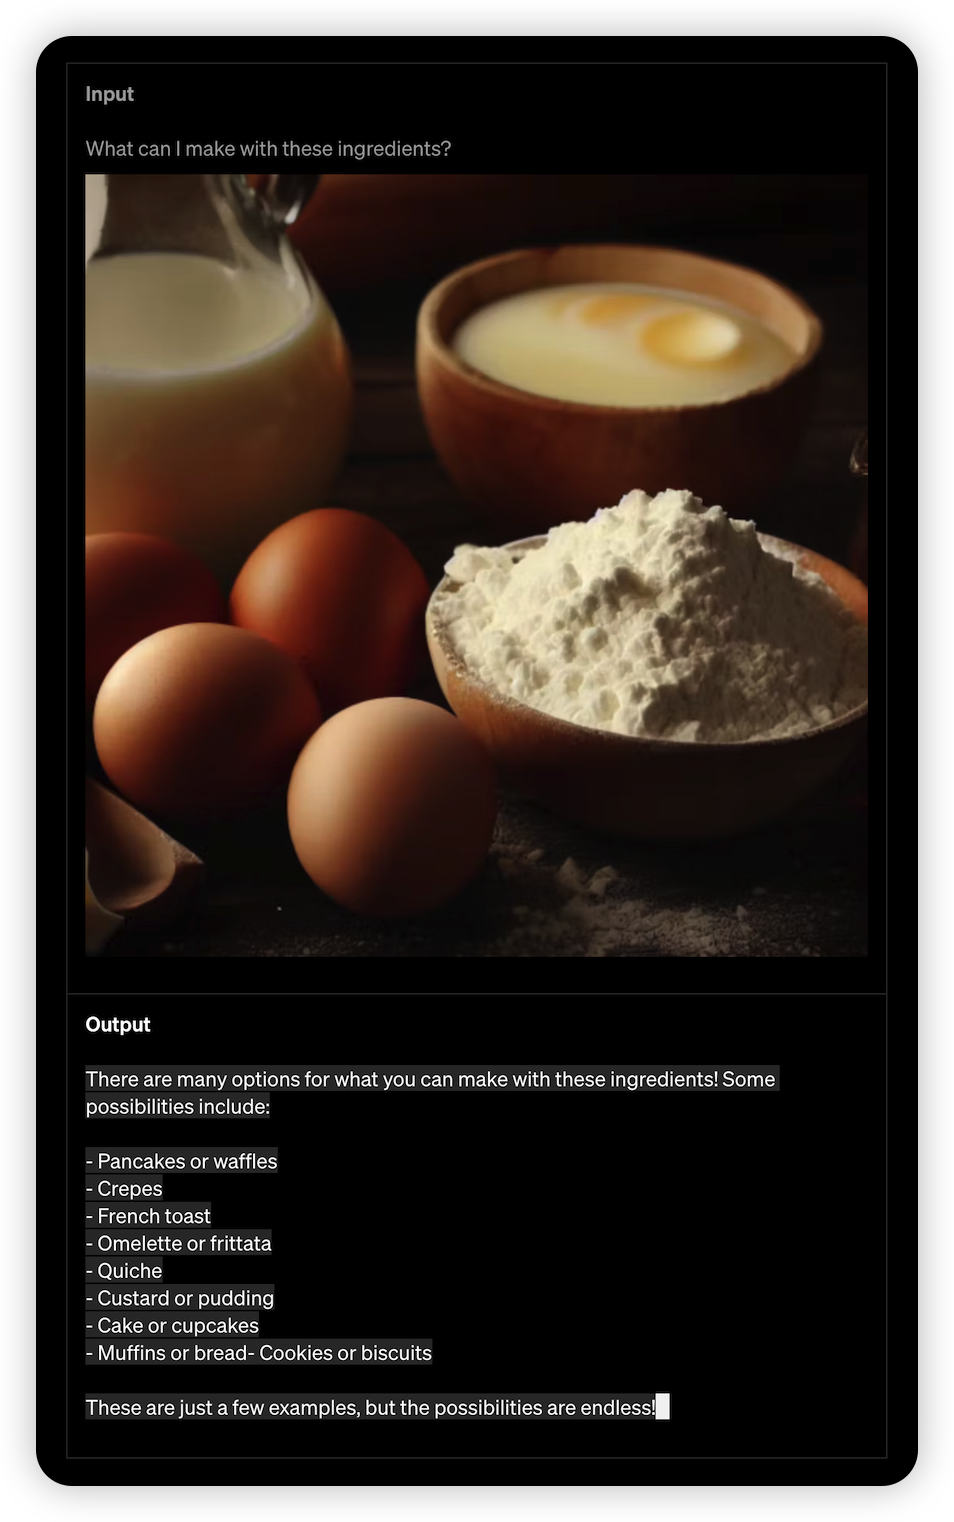 Input
What can I make with these ingredients?
Output
There are many options for what you can make with these ingredients! Some
possibilities include:
- Pancakes or waffles
- Crepes
- French toast
- Omelette or frittata
- Quiche
- Custard or pudding
- Cake or cupcakes
- Muffins or bread- Cookies or biscuits
These are just a few examples, but the possibilities are endless!